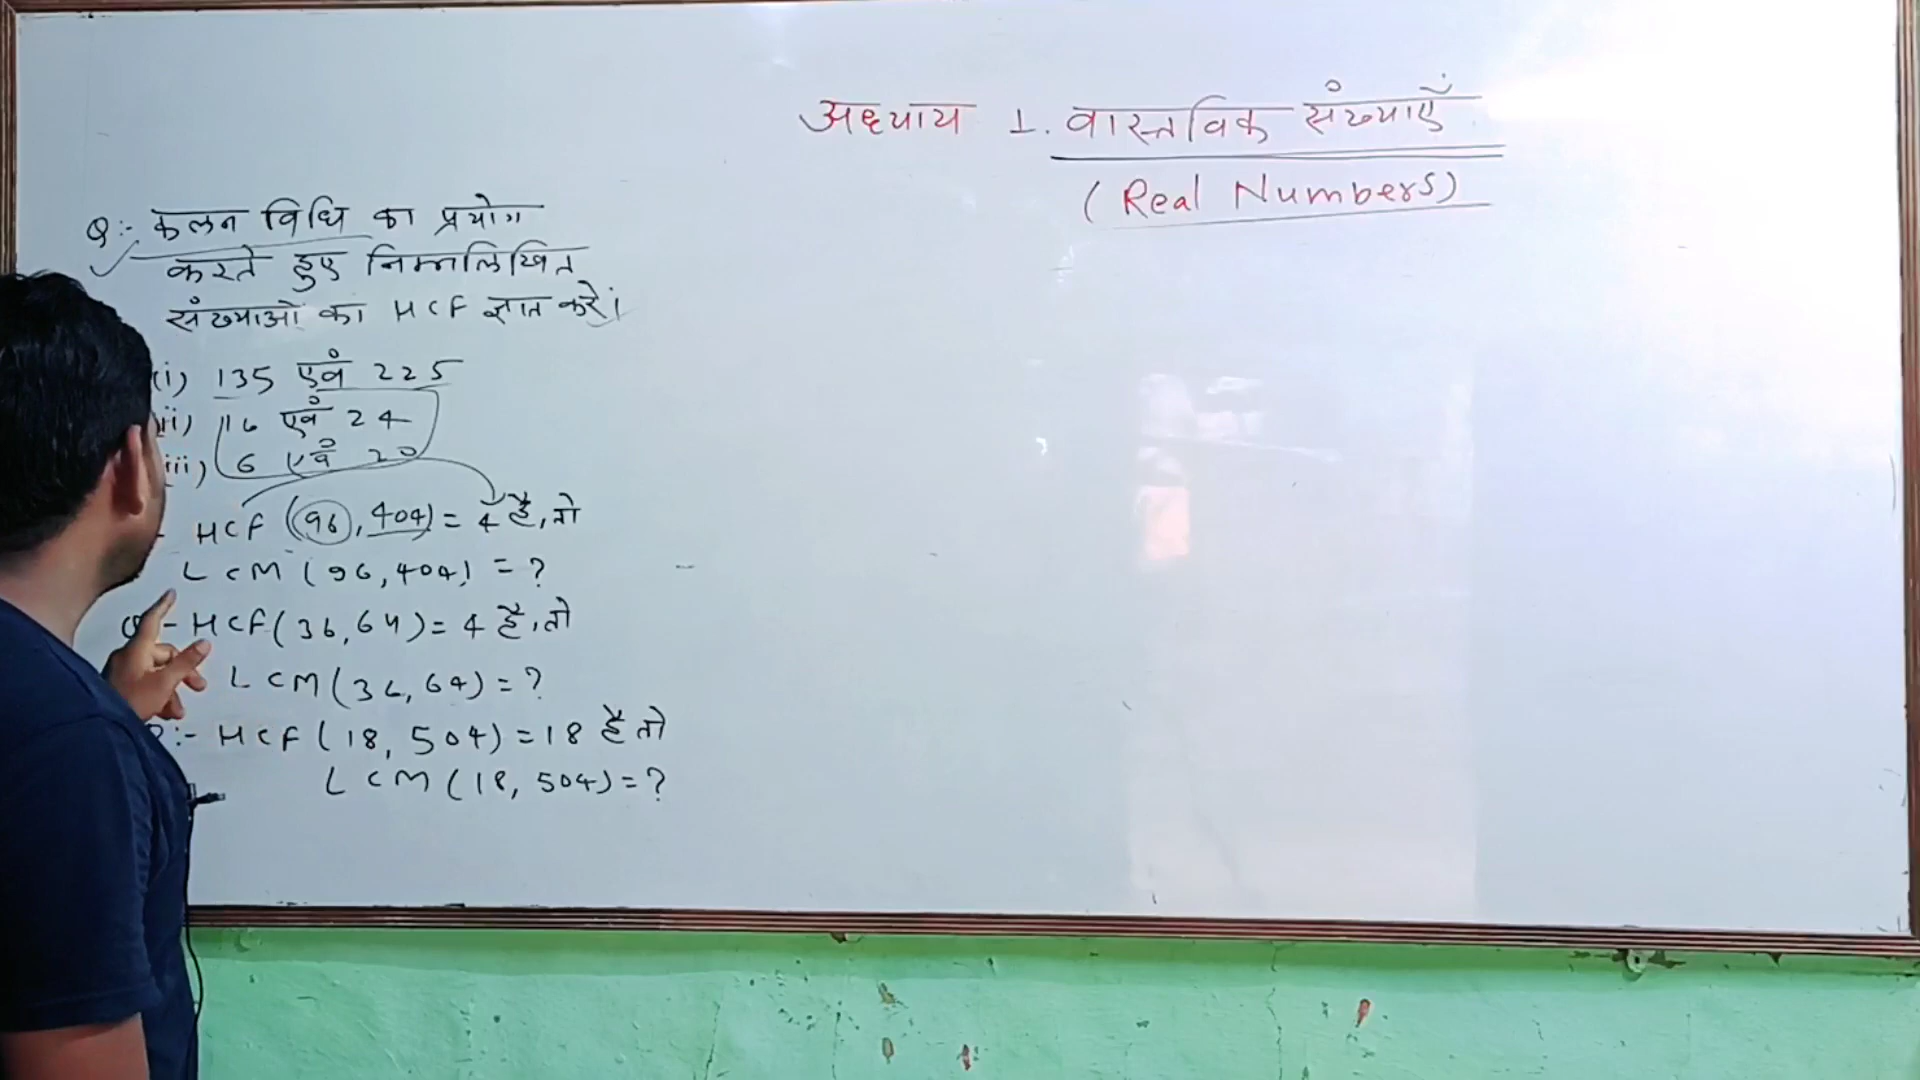 अध्याय 1. वास्तविक संख्याएँ
(Real Numbers)
Q:- कलन विधि का प्रयोग
करते हुए निम्नलिखित
संख्याओं का HCF ज्ञात करें।
(i) 135 एवं 225
(ii) 16 एवं 24
(iii) 6 एवं 20
- HCF (96, 404) = 4 है, तो
LCM (96, 404) = ?
Q - HCF (36, 64) = 4 है, तो
LCM (36, 64) = ?
Q:- HCF (18, 504) = 18 है तो
LCM (18, 504) = ?